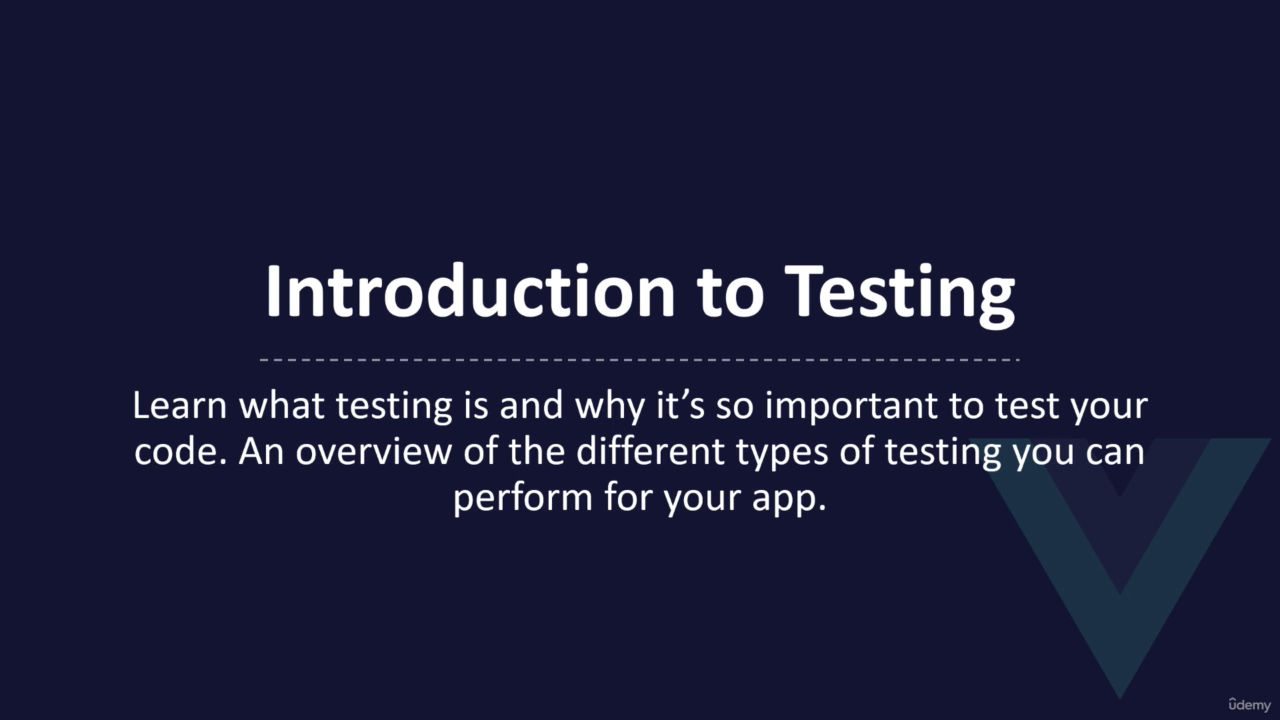 Introduction to Testing
Learn what testing is and why it’s so important to test your
code. An overview of the different types of testing you can
perform for your app.
ûdemy